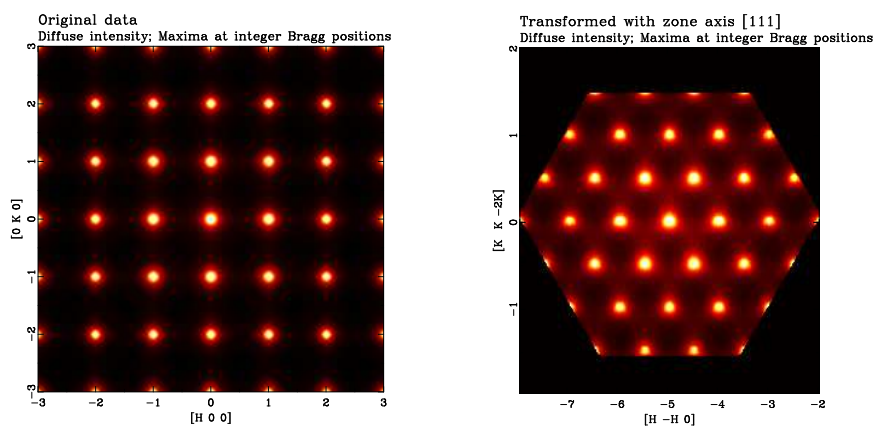 Original data
Diffuse intensity; Maxima at integer Bragg positions
3
2
1
0
-1
-2
-3
[0 K 0]
-3 -2 -1 0 1 2 3
[H 0 0]
Transformed with zone axis [111]
Diffuse intensity; Maxima at integer Bragg positions
2
1
0
-1
[K K -2K]
-7 -6 -5 -4 -3 -2
[H -H 0]